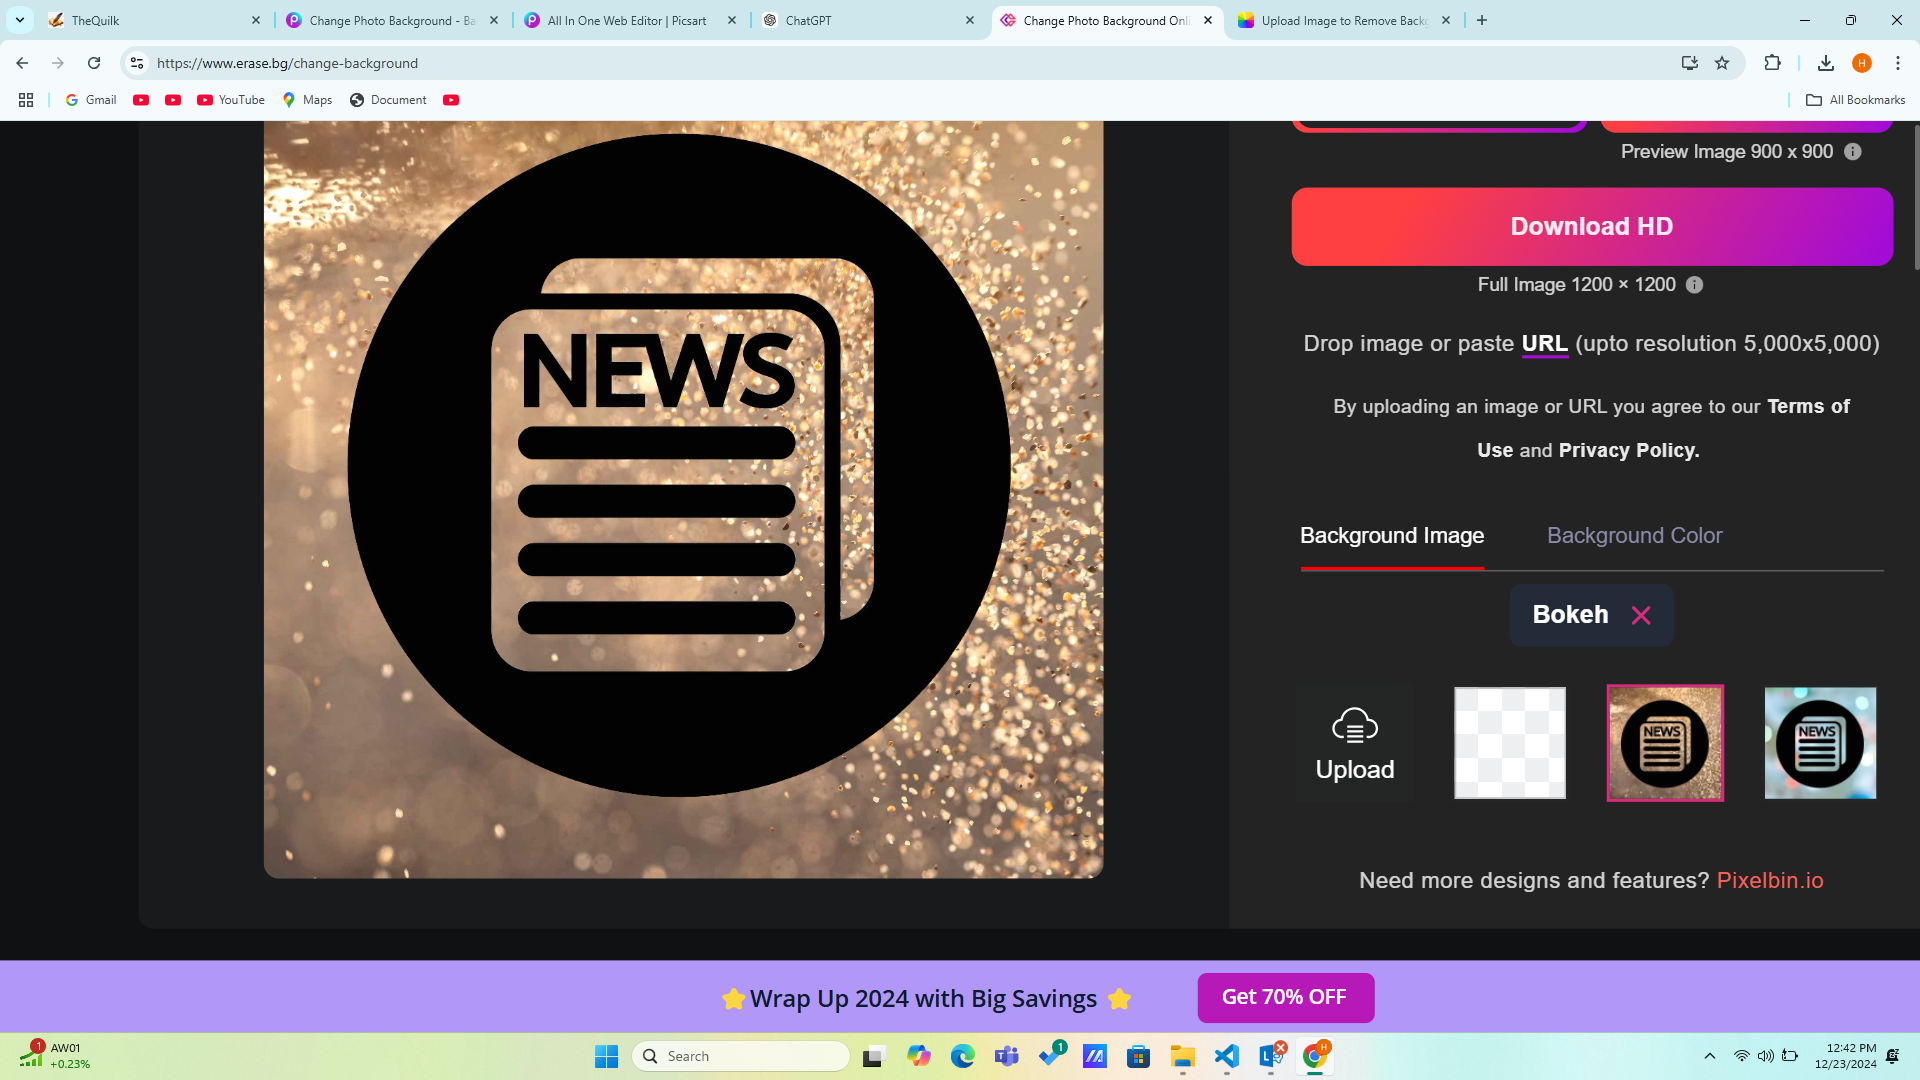 TheQuilk
Change Photo Background - Ba
All In One Web Editor | Picsart
ChatGPT
Change Photo Background Onli
Upload Image to Remove Backg
https://www.erase.bg/change-background
H
Gmail
YouTube
Maps
Document
All Bookmarks
NEWS
Preview Image 900 x 900
Download HD
Full Image 1200 × 1200
Drop image or paste URL (upto resolution 5,000x5,000)
By uploading an image or URL you agree to our Terms of
Use and Privacy Policy.
Background Image
Background Color
Bokeh
Upload
NEWS
NEWS
Need more designs and features? Pixelbin.io
Wrap Up 2024 with Big Savings
Get 70% OFF
1
AW01
+0.23%
Search
1
H
12:42 PM
12/23/2024